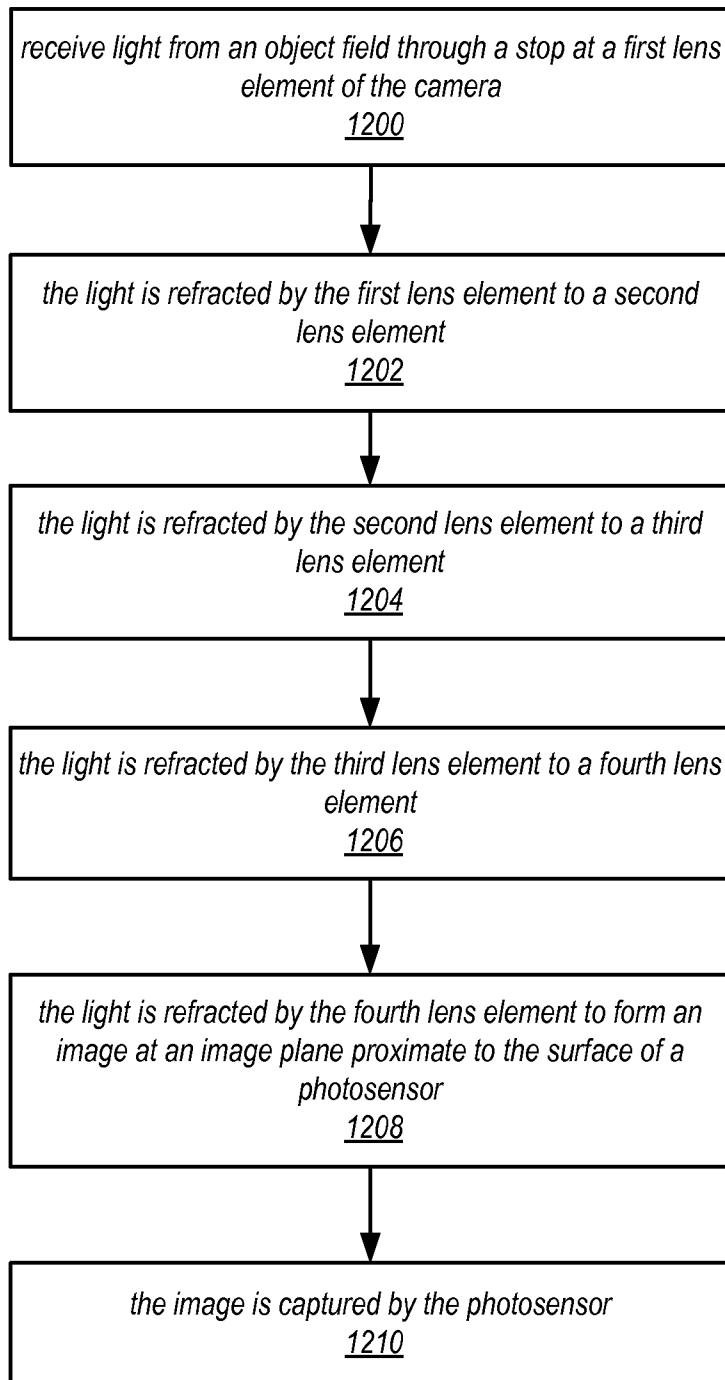 receive light from an object field through a stop at a first lens
element of the camera
1200
the light is refracted by the first lens element to a second
lens element
1202
the light is refracted by the second lens element to a third
lens element
1204
the light is refracted by the third lens element to a fourth lens
element
1206
the light is refracted by the fourth lens element to form an
image at an image plane proximate to the surface of a
photosensor
1208
the image is captured by the photosensor
1210